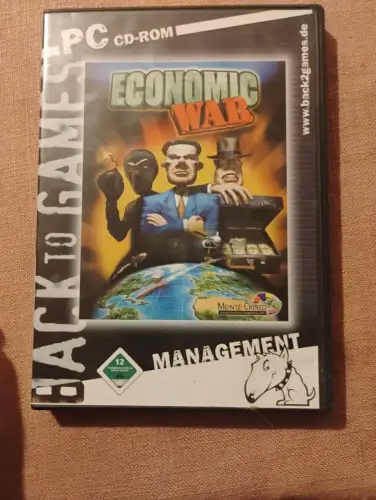 PC CD-ROM
ECONOMIC
WAR
www.back2games.de
BACK TO GAMES
MONTE CRISTO
12
MANAGEMENT